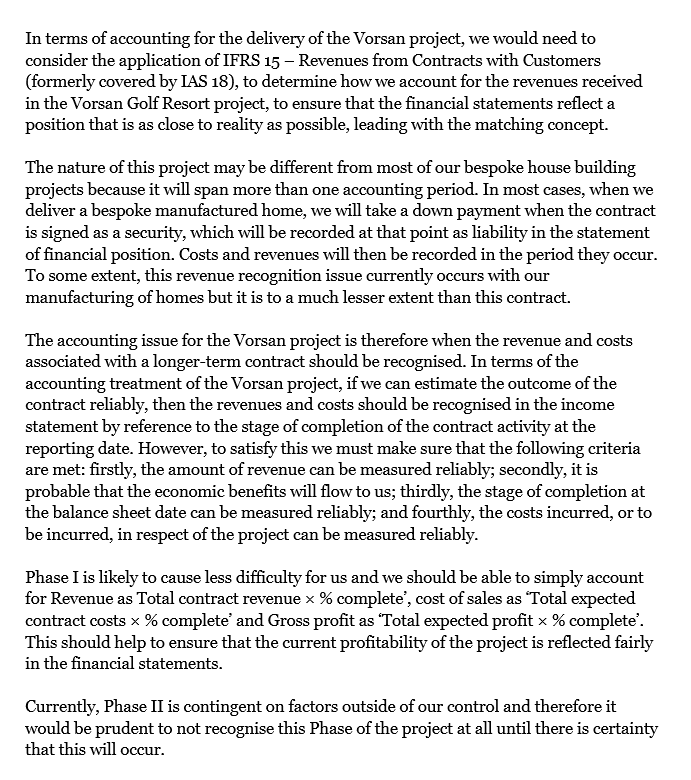 In terms of accounting for the delivery of the Vorsan project, we would need to
consider the application of IFRS 15 – Revenues from Contracts with Customers
(formerly covered by IAS 18), to determine how we account for the revenues received
in the Vorsan Golf Resort project, to ensure that the financial statements reflect a
position that is as close to reality as possible, leading with the matching concept.

The nature of this project may be different from most of our bespoke house building
projects because it will span more than one accounting period. In most cases, when we
deliver a bespoke manufactured home, we will take a down payment when the contract
is signed as a security, which will be recorded at that point as liability in the statement
of financial position. Costs and revenues will then be recorded in the period they occur.
To some extent, this revenue recognition issue currently occurs with our
manufacturing of homes but it is to a much lesser extent than this contract.

The accounting issue for the Vorsan project is therefore when the revenue and costs
associated with a longer-term contract should be recognised. In terms of the
accounting treatment of the Vorsan project, if we can estimate the outcome of the
contract reliably, then the revenues and costs should be recognised in the income
statement by reference to the stage of completion of the contract activity at the
reporting date. However, to satisfy this we must make sure that the following criteria
are met: firstly, the amount of revenue can be measured reliably; secondly, it is
probable that the economic benefits will flow to us; thirdly, the stage of completion at
the balance sheet date can be measured reliably; and fourthly, the costs incurred, or to
be incurred, in respect of the project can be measured reliably.

Phase I is likely to cause less difficulty for us and we should be able to simply account
for Revenue as Total contract revenue × % complete’, cost of sales as ‘Total expected
contract costs × % complete’ and Gross profit as ‘Total expected profit × % complete’.
This should help to ensure that the current profitability of the project is reflected fairly
in the financial statements.

Currently, Phase II is contingent on factors outside of our control and therefore it
would be prudent to not recognise this Phase of the project at all until there is certainty
that this will occur.